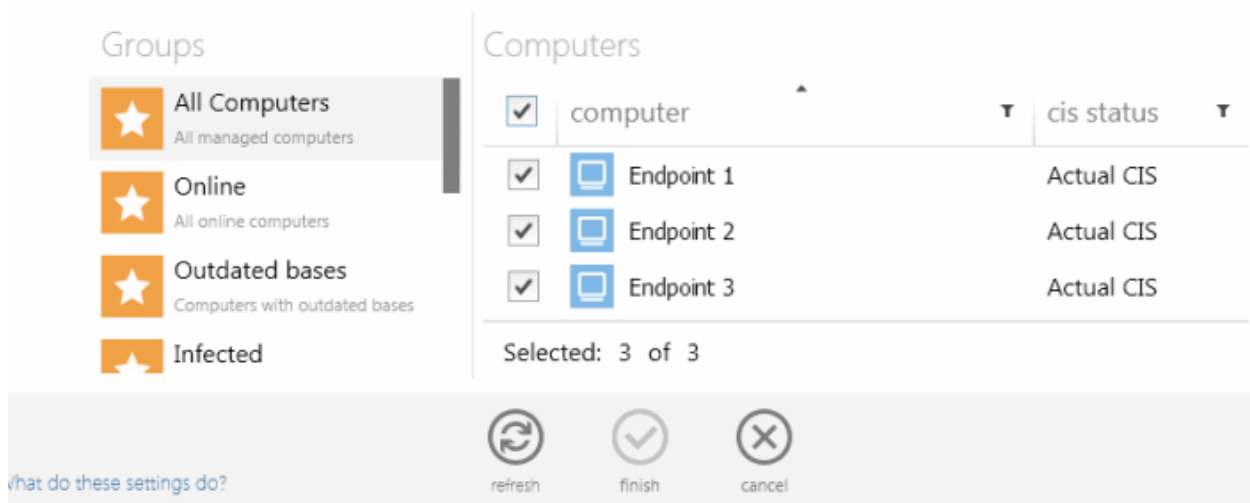 Groups
All Computers
All managed computers
Online
All online computers
Outdated bases
Computers with outdated bases
Infected
Computers
computer cis status
Endpoint 1 Actual CIS
Endpoint 2 Actual CIS
Endpoint 3 Actual CIS
Selected: 3 of 3
What do these settings do?
refresh finish cancel